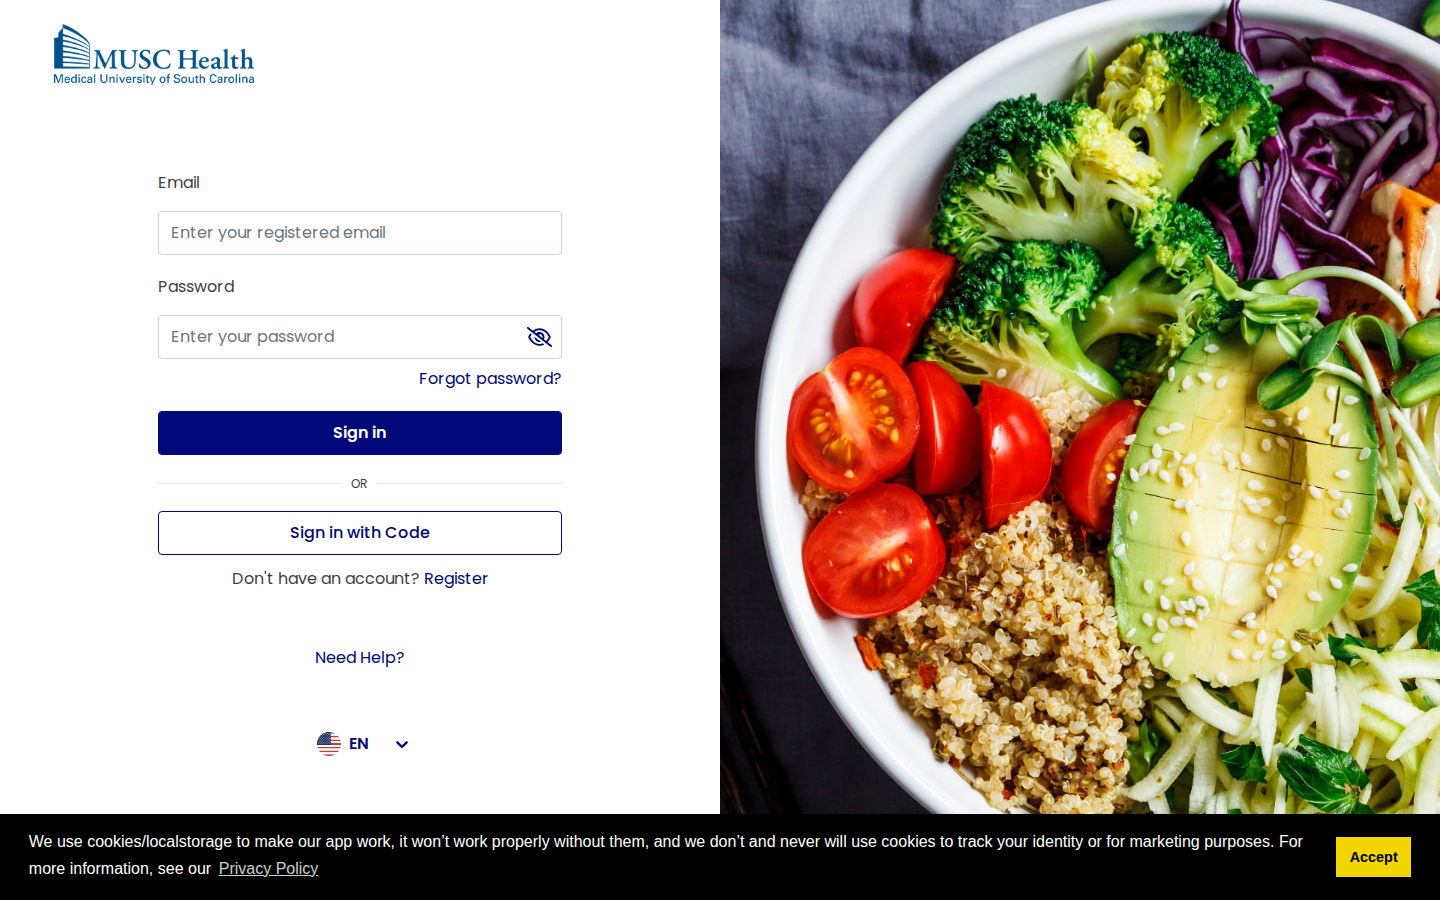 MUSC Health
Medical University of South Carolina
Email
Enter your registered email
Password
Enter your password
Forgot password?
Sign in
OR
Sign in with Code
Don't have an account? Register
Need Help?
EN
We use cookies/localstorage to make our app work, it won’t work properly without them, and we don’t and never will use cookies to track your identity or for marketing purposes. For
more information, see our Privacy Policy
Accept